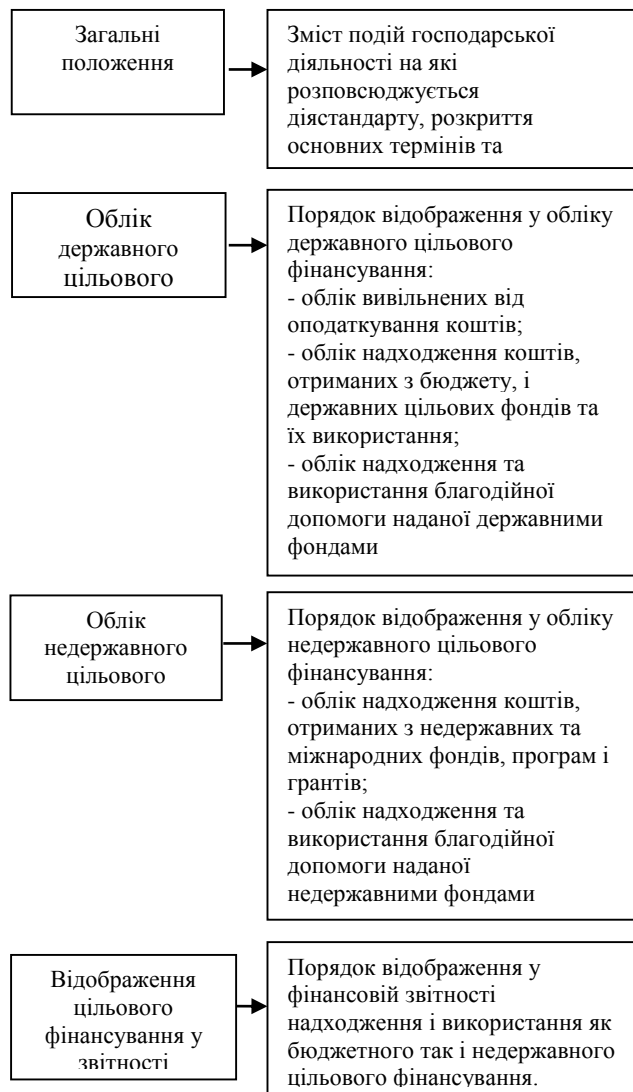 Загальні
положення
Зміст подій господарської
діяльності на які
розповсюджується
діястандарту, розкриття
основних термінів та
Облік
державного
цільового
Порядок відображення у обліку
державного цільового
фінансування:
- облік вивільнених від
оподаткування коштів;
- облік надходження коштів,
отриманих з бюджету, і
державних цільових фондів та
їх використання;
- облік надходження та
використання благодійної
допомоги наданої державними
фондами
Облік
недержавного
цільового
Порядок відображення у обліку
недержавного цільового
фінансування:
- облік надходження коштів,
отриманих з недержавних та
міжнародних фондів, програм і
грантів;
- облік надходження та
використання благодійної
допомоги наданої
недержавними фондами
Відображення
цільового
фінансування у
звітності
Порядок відображення у
фінансовій звітності
надходження і використання як
бюджетного так і недержавного
цільового фінансування.